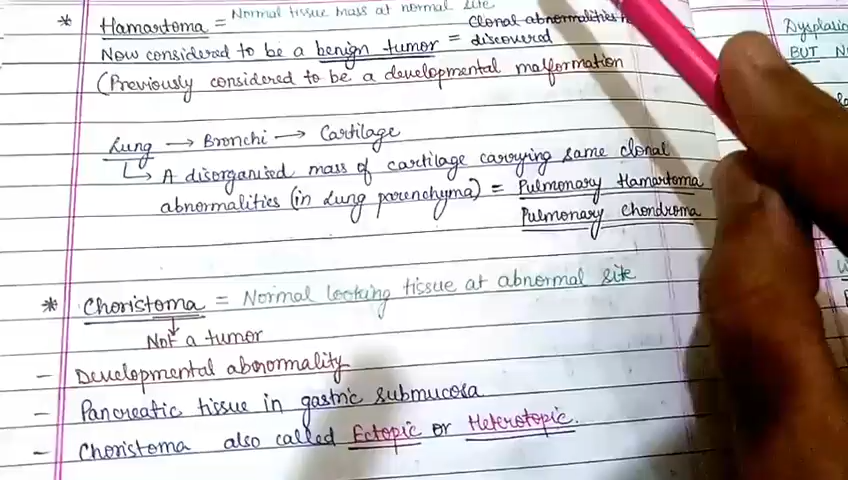 * Hamartoma = Normal tissue mass at normal site
Now considered to be a benign tumor = Clonal abnormalities
discovered
(Previously considered to be a developmental malformation
Lung → Bronchi → Cartilage
↳ A disorganised mass of cartilage carrying same clonal
abnormalities (in Lung parenchyma) = Pulmonary Hamartoma
Pulmonary Chondroma
* Choristoma = Normal looking tissue at abnormal site
Not a tumor
- Developmental abnormality
- Pancreatic tissue in gastric submucosa
- Choristoma also called Ectopic or Heterotopic.
Dysplasia
BUT